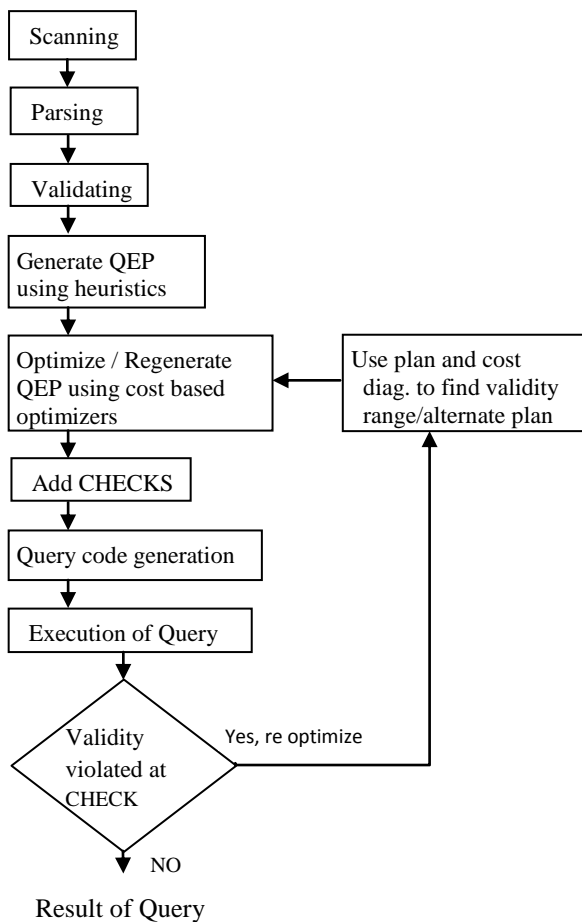 Scanning
Parsing
Validating
Generate QEP
using heuristics
Optimize / Regenerate
QEP using cost based
optimizers
Use plan and cost
diag. to find validity
range/alternate plan
Add CHECKS
Query code generation
Execution of Query
Validity
violated at
CHECK
Yes, re optimize
NO
Result of Query